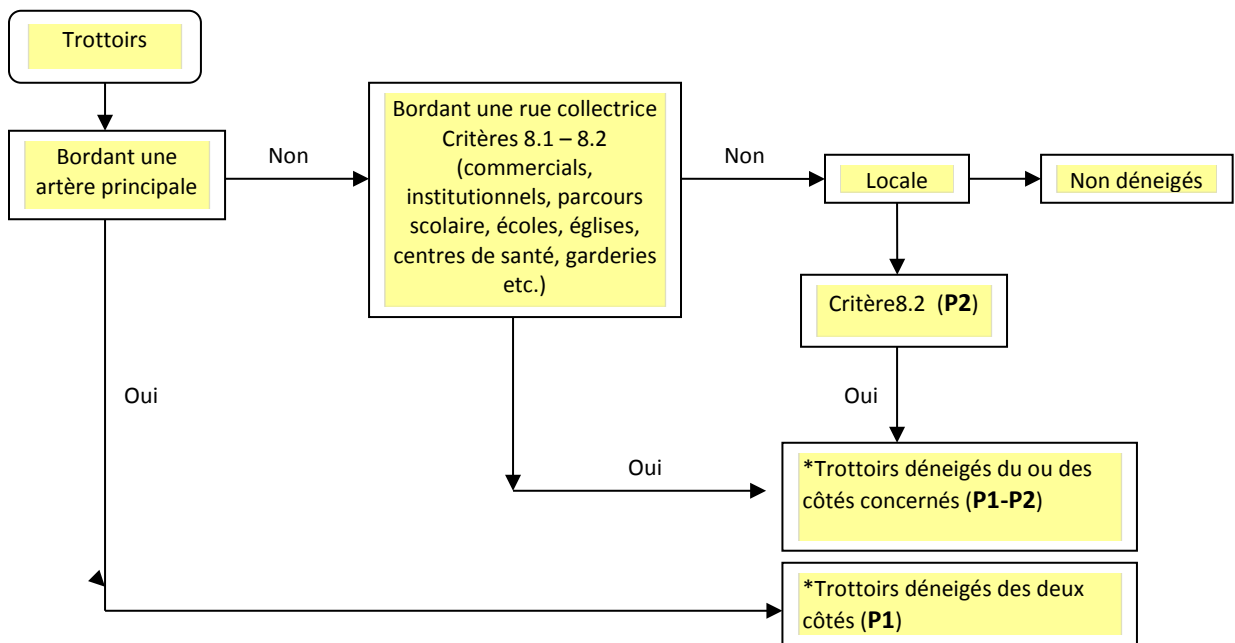 Trottoirs
Bordant une
artère principale
Non
Bordant une rue collectrice
Critères 8.1 – 8.2
(commercials,
institutionnels, parcours
scolaire, écoles, églises,
centres de santé, garderies
etc.)
Non
Locale
Non déneigés
Critère8.2 (P2)
Oui
Oui
Oui
*Trottoirs déneigés du ou des
côtés concernés (P1-P2)
*Trottoirs déneigés des deux
côtés (P1)